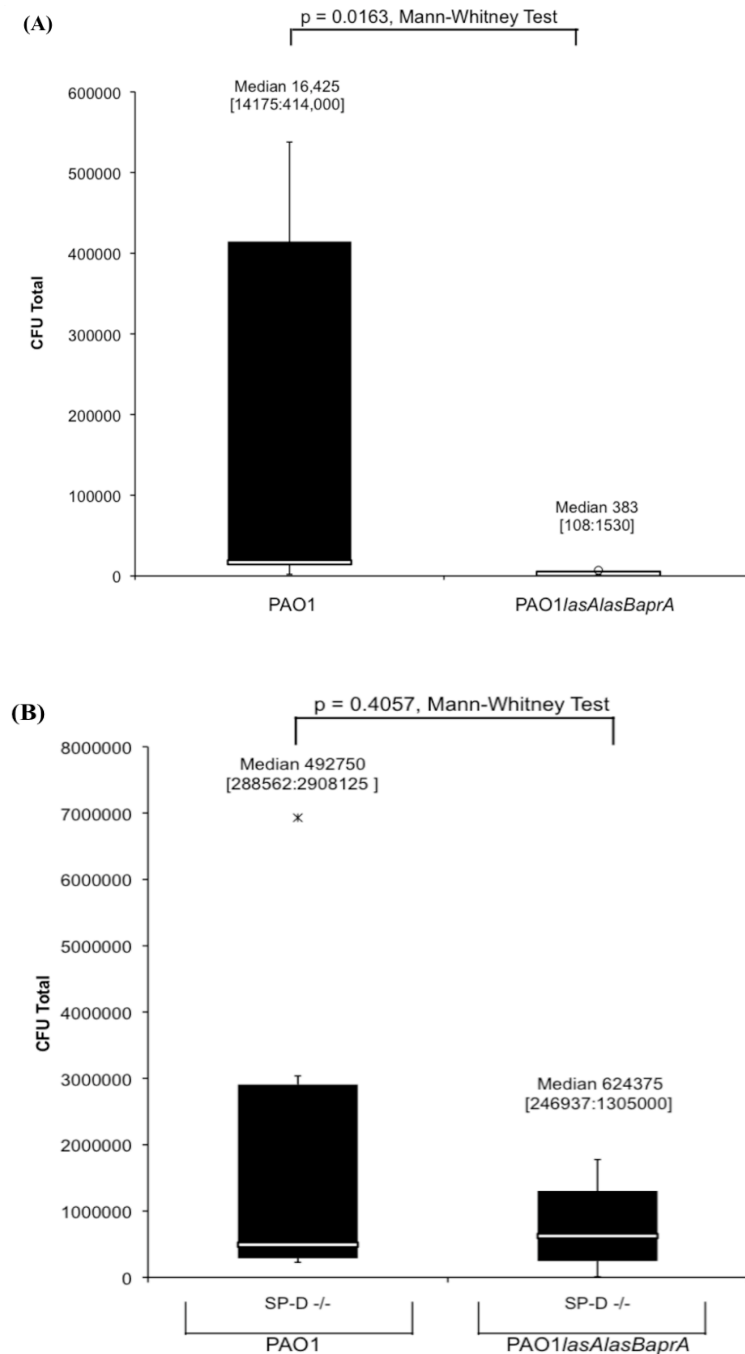 (A)
p = 0.0163, Mann-Whitney Test
Median 16,425
[14175:414,000]
600000
500000
400000
300000
200000
100000
0
CFU Total
Median 383
[108:1530]
PAO1
PAO1lasAlasBaprA
(B)
p = 0.4057, Mann-Whitney Test
8000000
7000000
6000000
5000000
4000000
3000000
2000000
1000000
0
CFU Total
Median 492750
[288562:2908125 ]
Median 624375
[246937:1305000]
SP-D -/-
SP-D -/-
PAO1
PAO1lasAlasBaprA